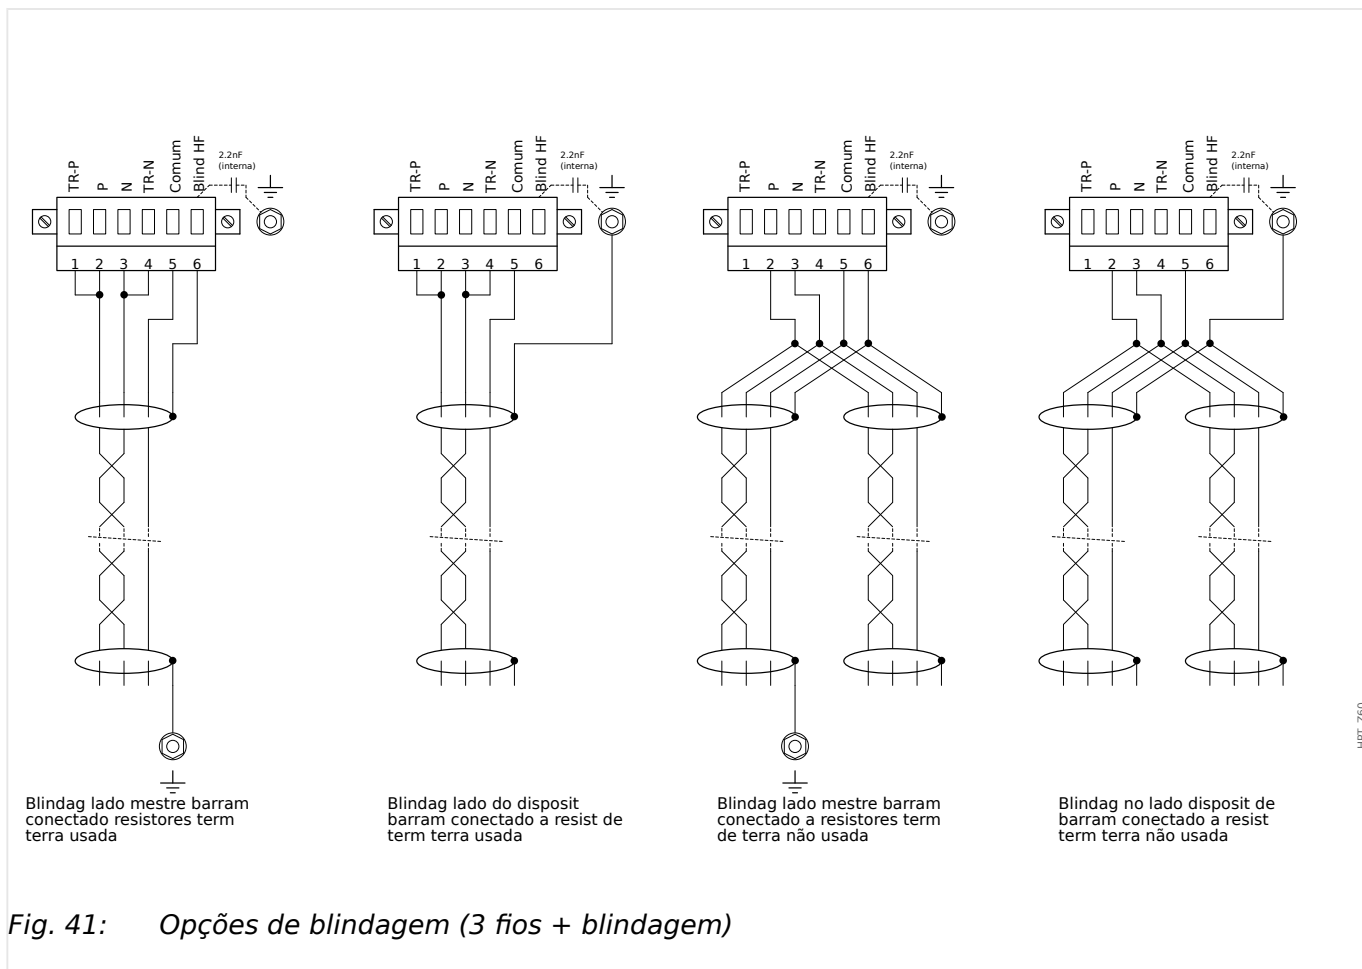 TR-P
P
N
TR-N
Comum
Blind HF
2.2nF
(interna)
1 2 3 4 5 6
TR-P
P
N
TR-N
Comum
Blind HF
2.2nF
(interna)
1 2 3 4 5 6
TR-P
P
N
TR-N
Comum
Blind HF
2.2nF
(interna)
1 2 3 4 5 6
TR-P
P
N
TR-N
Comum
Blind HF
2.2nF
(interna)
1 2 3 4 5 6
Blindag lado mestre barram
conectado resistores term
terra usada
Blindag lado do disposit
barram conectado a resist de
term terra usada
Blindag lado mestre barram
conectado a resistores term
de terra não usada
Blindag no lado disposit de
barram conectado a resist
term terra não usada
Fig. 41: Opções de blindagem (3 fios + blindagem)